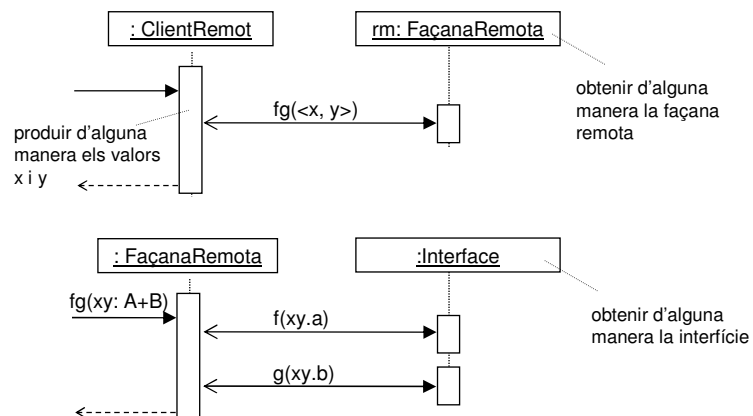 : ClientRemot
rm: FaçanaRemota
obtenir d'alguna
manera la façana
remota
fg(<x, y>)
produir d'alguna
manera els valors
x i y
: FaçanaRemota
:Interface
fg(xy: A+B)
f(xy.a)
obtenir d'alguna
manera la interfície
g(xy.b)